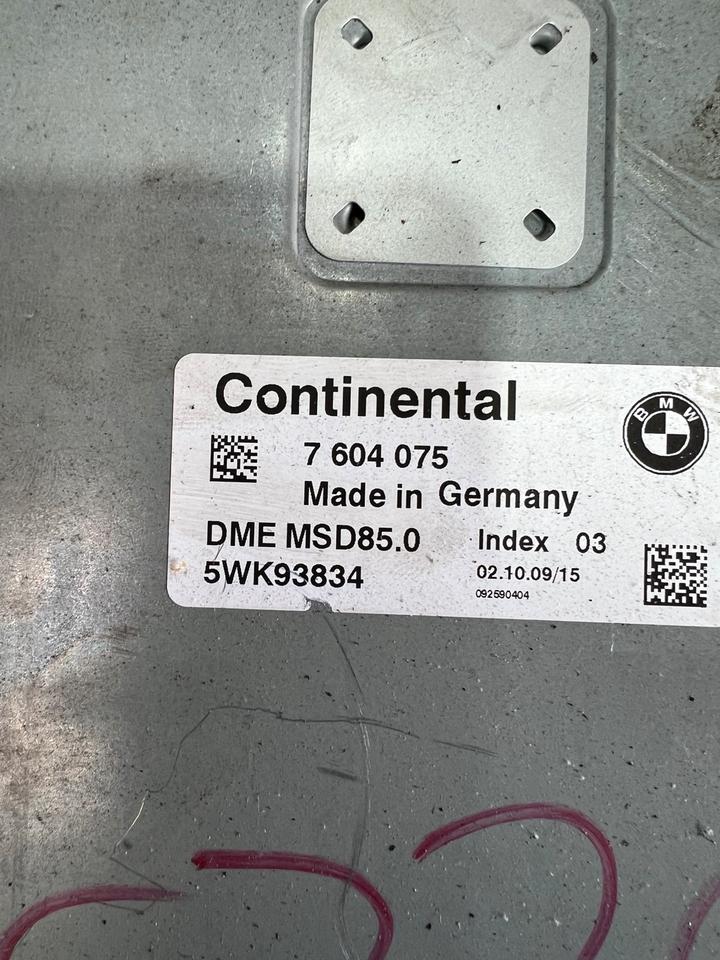 Continental
BMW
7 604 075
Made in Germany
DME MSD85.0 Index 03
5WK93834 02.10.09/15
092590404